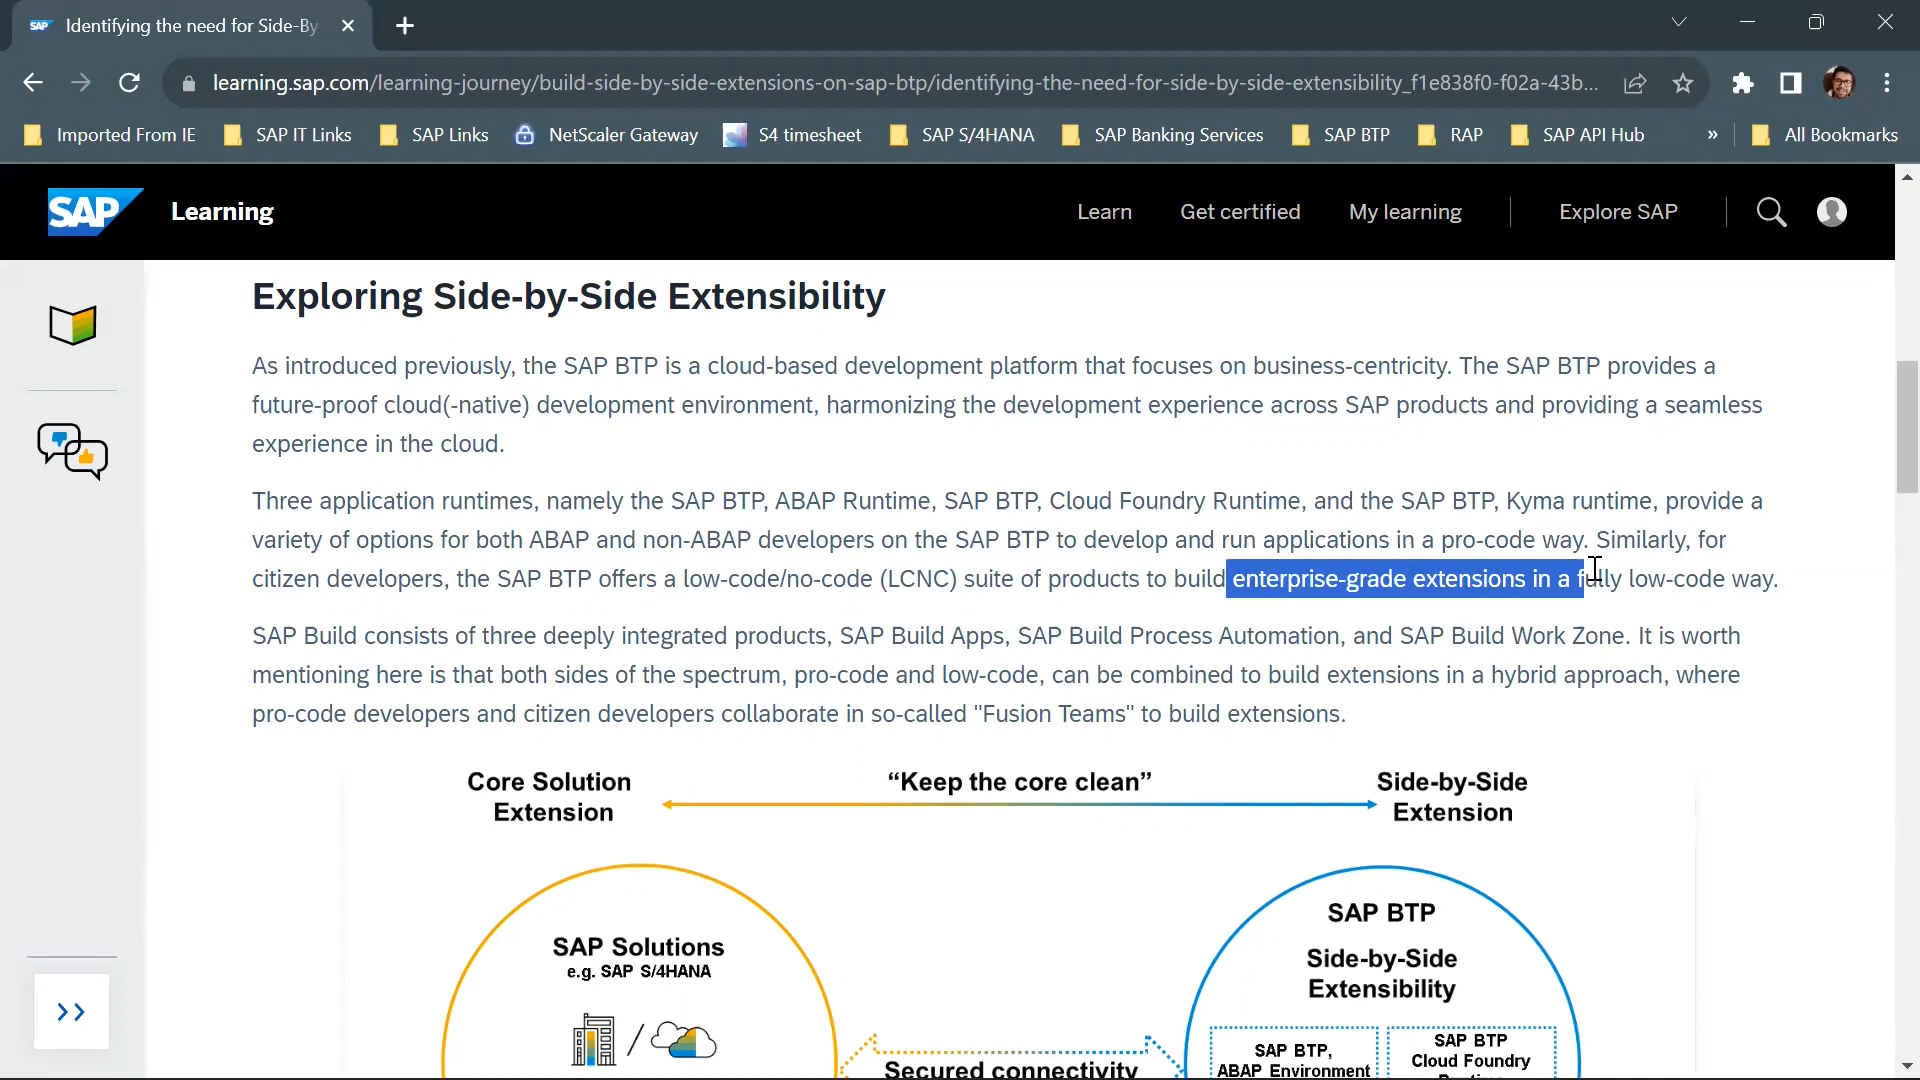 Identifying the need for Side-By
learning.sap.com/learning-journey/build-side-by-side-extensions-on-sap-btp/identifying-the-need-for-side-by-side-extensibility_f1e838f0-f02a-43b...
Imported From IE SAP IT Links SAP Links NetScaler Gateway S4 timesheet SAP S/4HANA SAP Banking Services SAP BTP RAP SAP API Hub » All Bookmarks
SAP Learning Learn Get certified My learning Explore SAP
Exploring Side-by-Side Extensibility
As introduced previously, the SAP BTP is a cloud-based development platform that focuses on business-centricity. The SAP BTP provides a
future-proof cloud(-native) development environment, harmonizing the development experience across SAP products and providing a seamless
experience in the cloud.
Three application runtimes, namely the SAP BTP, ABAP Runtime, SAP BTP, Cloud Foundry Runtime, and the SAP BTP, Kyma runtime, provide a
variety of options for both ABAP and non-ABAP developers on the SAP BTP to develop and run applications in a pro-code way. Similarly, for
citizen developers, the SAP BTP offers a low-code/no-code (LCNC) suite of products to build enterprise-grade extensions in a fully low-code way.
SAP Build consists of three deeply integrated products, SAP Build Apps, SAP Build Process Automation, and SAP Build Work Zone. It is worth
mentioning here is that both sides of the spectrum, pro-code and low-code, can be combined to build extensions in a hybrid approach, where
pro-code developers and citizen developers collaborate in so-called "Fusion Teams" to build extensions.
Core Solution
Extension
“Keep the core clean”
Side-by-Side
Extension
SAP Solutions
e.g. SAP S/4HANA
SAP BTP
Side-by-Side
Extensibility
Secured connectivity
SAP BTP,
ABAP Environment
SAP BTP
Cloud Foundry